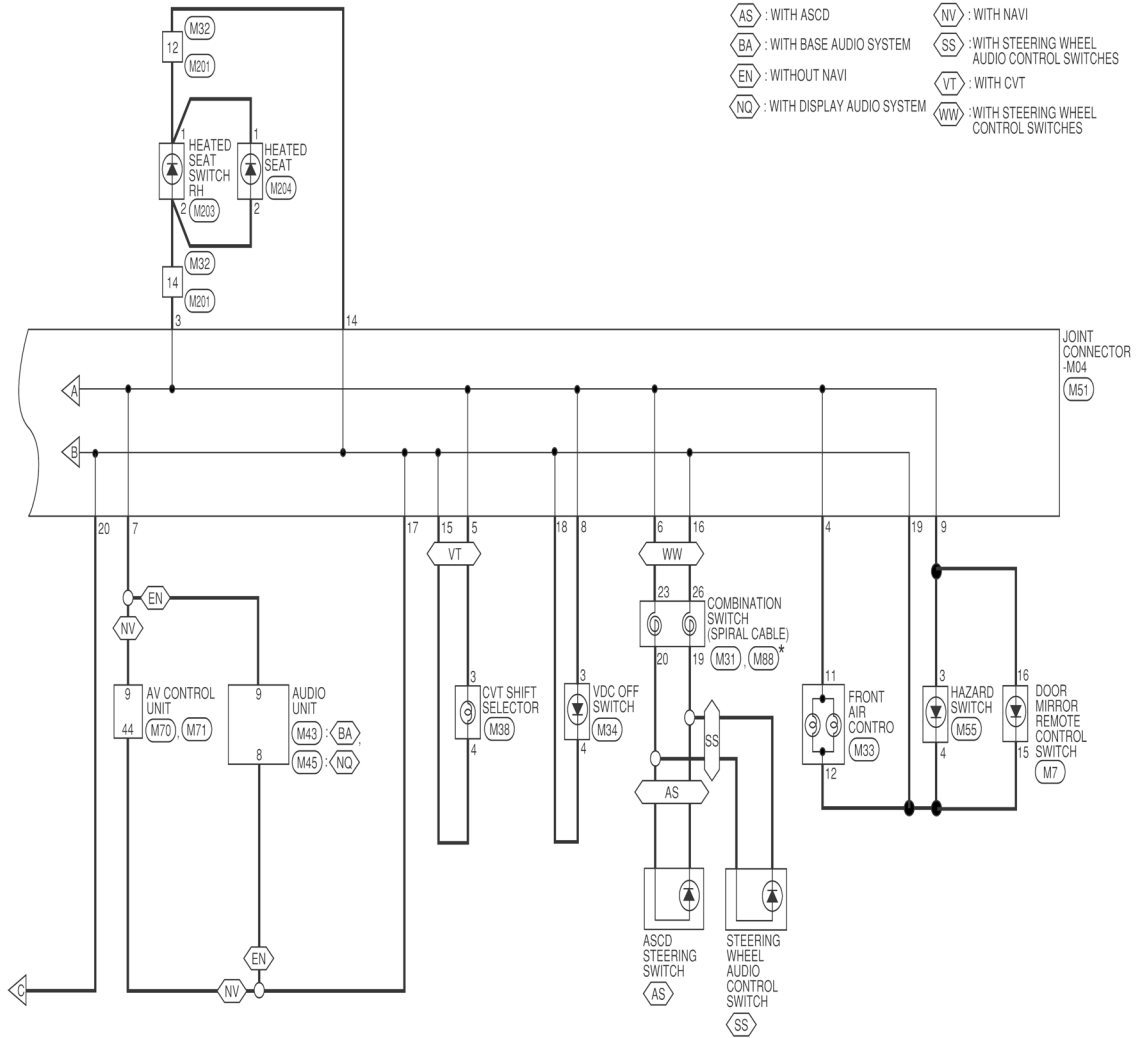 AS : WITH ASCD
BA : WITH BASE AUDIO SYSTEM
EN : WITHOUT NAVI
NQ : WITH DISPLAY AUDIO SYSTEM
NV : WITH NAVI
SS : WITH STEERING WHEEL
AUDIO CONTROL SWITCHES
VT : WITH CVT
WW : WITH STEERING WHEEL
CONTROL SWITCHES
M32
12
M201
1
1
HEATED
SEAT
SWITCH
RH
M203
HEATED
SEAT
M204
2
2
M32
14
M201
3
14
JOINT
CONNECTOR
-M04
M51
A
B
20
7
17
15
5
18
8
6
16
4
19
9
EN
NV
VT
WW
23
26
COMBINATION
SWITCH
(SPIRAL CABLE)
M31 , M88 *
20
19
9
44
AV CONTROL
UNIT
M70 , M71
9
8
AUDIO
UNIT
M43 : BA ,
M45 : NQ
3
CVT SHIFT
SELECTOR
M38
4
3
VDC OFF
SWITCH
M34
4
SS
AS
11
FRONT
AIR
CONTRO
M33
12
3
HAZARD
SWITCH
M55
4
16
DOOR
MIRROR
REMOTE
CONTROL
SWITCH
M7
15
ASCD
STEERING
SWITCH
AS
STEERING
WHEEL
AUDIO
CONTROL
SWITCH
SS
EN
NV
C